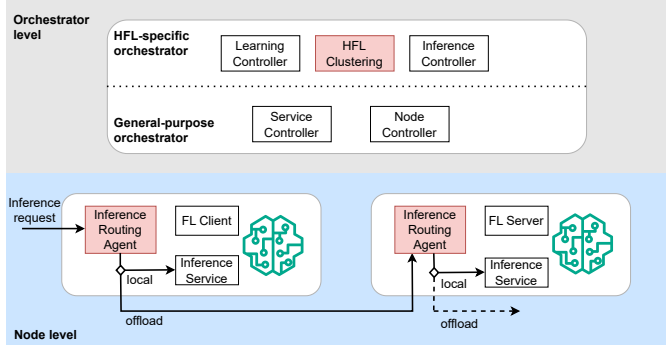 Orchestrator
level
HFL-specific
orchestrator
Learning
Controller
HFL
Clustering
Inference
Controller
General-purpose
orchestrator
Service
Controller
Node
Controller
Inference
request
Inference
Routing
Agent
FL Client
Inference
Service
local
offload
Inference
Routing
Agent
FL Server
Inference
Service
local
offload
Node level